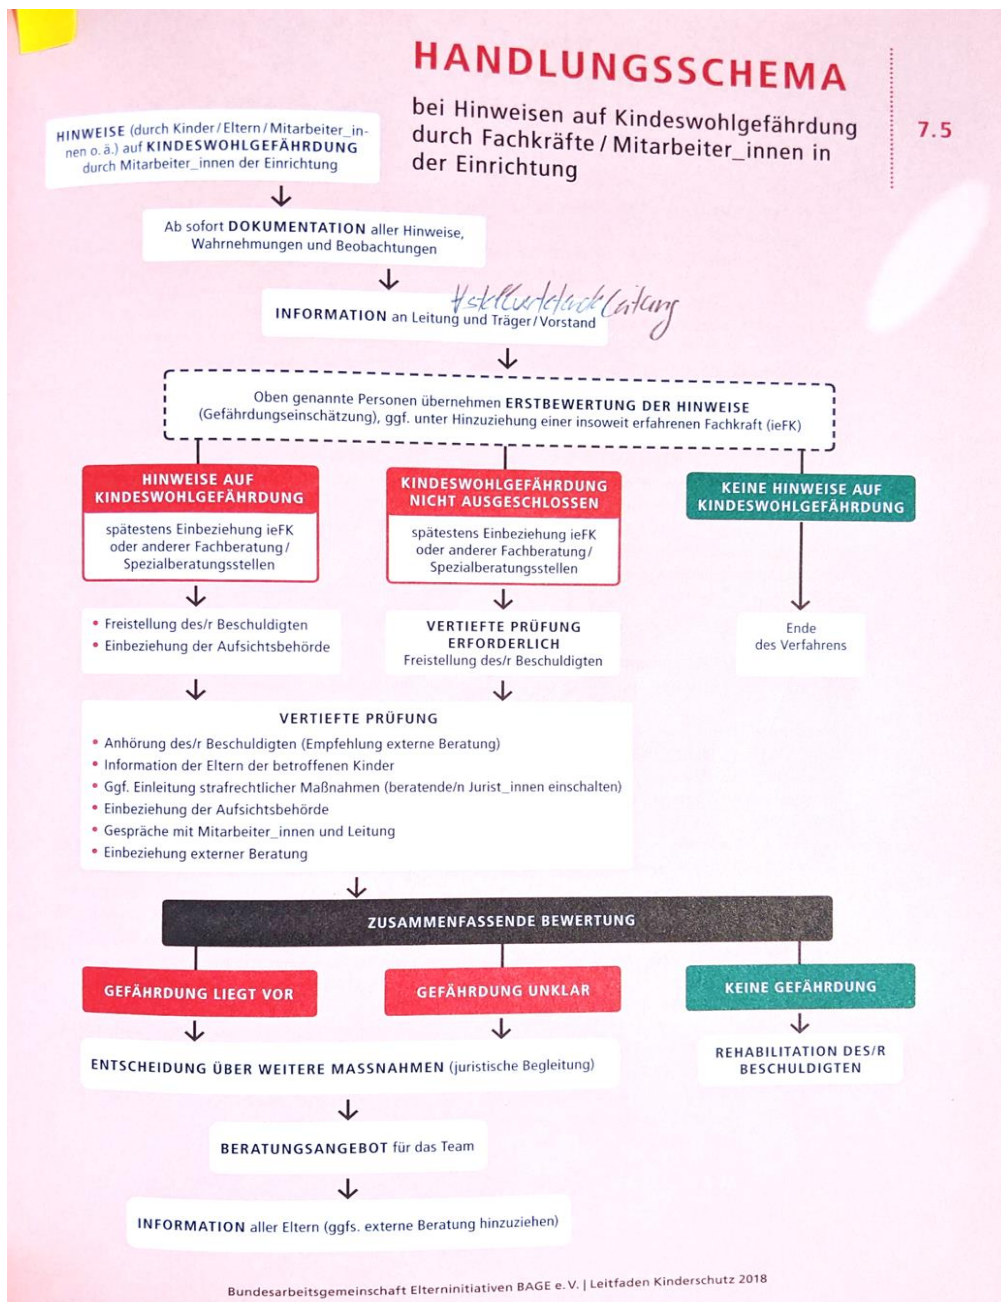 HANDLUNGSSCHEMA
bei Hinweisen auf Kindeswohlgefährdung
durch Fachkräfte / Mitarbeiter_innen in
der Einrichtung
7.5
HINWEISE (durch Kinder / Eltern / Mitarbeiter_in-
nen o. ä.) auf KINDESWOHLGEFÄHRDUNG
durch Mitarbeiter_innen der Einrichtung
Ab sofort DOKUMENTATION aller Hinweise,
Wahrnehmungen und Beobachtungen
stellvertretende Leitung
INFORMATION an Leitung und Träger / Vorstand
Oben genannte Personen übernehmen ERSTBEWERTUNG DER HINWEISE
(Gefährdungseinschätzung), ggf. unter Hinzuziehung einer insoweit erfahrenen Fachkraft (ieFK)
HINWEISE AUF
KINDESWOHLGEFÄHRDUNG
spätestens Einbeziehung ieFK
oder anderer Fachberatung /
Spezialberatungsstellen
KINDESWOHLGEFÄHRDUNG
NICHT AUSGESCHLOSSEN
spätestens Einbeziehung ieFK
oder anderer Fachberatung /
Spezialberatungsstellen
KEINE HINWEISE AUF
KINDESWOHLGEFÄHRDUNG
• Freistellung des/r Beschuldigten
• Einbeziehung der Aufsichtsbehörde
VERTIEFTE PRÜFUNG
ERFORDERLICH
Freistellung des/r Beschuldigten
Ende
des Verfahrens
VERTIEFTE PRÜFUNG
• Anhörung des/r Beschuldigten (Empfehlung externe Beratung)
• Information der Eltern der betroffenen Kinder
• Ggf. Einleitung strafrechtlicher Maßnahmen (beratende/n Jurist_innen einschalten)
• Einbeziehung der Aufsichtsbehörde
• Gespräche mit Mitarbeiter_innen und Leitung
• Einbeziehung externer Beratung
ZUSAMMENFASSENDE BEWERTUNG
GEFÄHRDUNG LIEGT VOR
GEFÄHRDUNG UNKLAR
KEINE GEFÄHRDUNG
ENTSCHEIDUNG ÜBER WEITERE MASSNAHMEN (juristische Begleitung)
REHABILITATION DES/R
BESCHULDIGTEN
BERATUNGSANGEBOT für das Team
INFORMATION aller Eltern (ggfs. externe Beratung hinzuziehen)
Bundesarbeitsgemeinschaft Elterninitiativen BAGE e. V. | Leitfaden Kinderschutz 2018